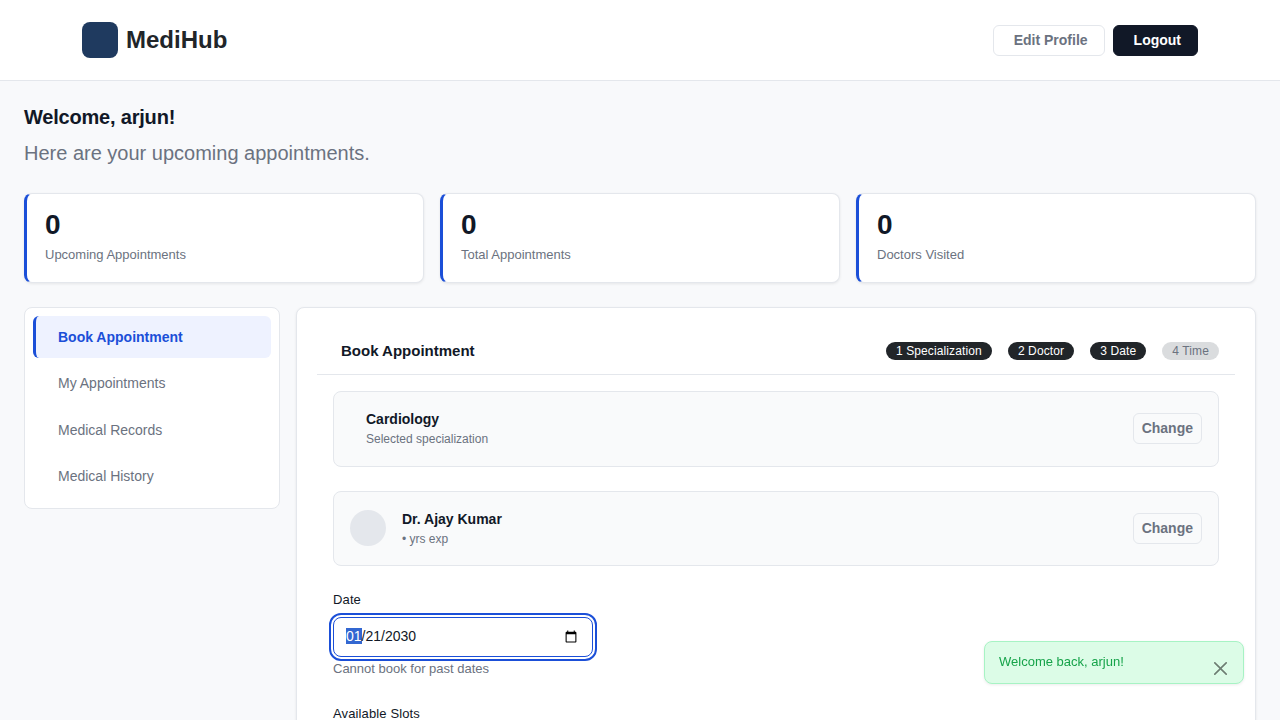 MediHub
Edit Profile
Logout
Welcome, arjun!
Here are your upcoming appointments.
0
Upcoming Appointments
0
Total Appointments
0
Doctors Visited
Book Appointment
My Appointments
Medical Records
Medical History
Book Appointment
1 Specialization
2 Doctor
3 Date
4 Time
Cardiology
Selected specialization
Change
Dr. Ajay Kumar
• yrs exp
Change
Date
01/21/2030
Cannot book for past dates
Welcome back, arjun!
Available Slots